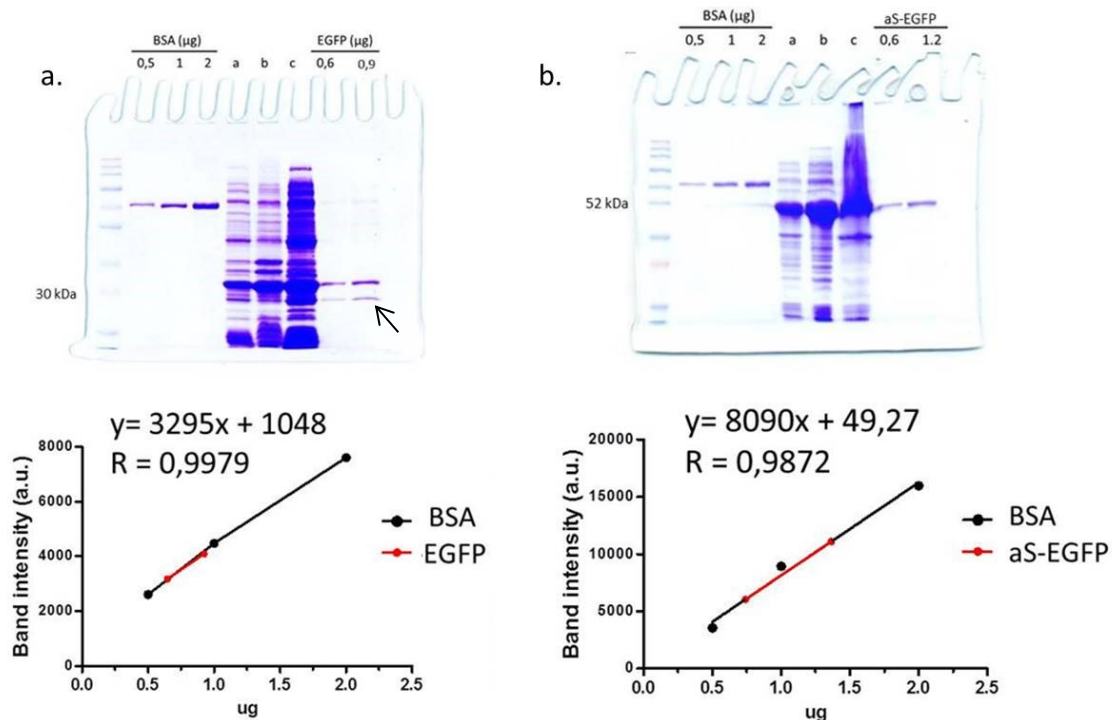 a.
BSA (µg) EGFP (µg)
0,5 1 2 a b c 0,6 0,9
30 kDa
b.
BSA (µg) aS-EGFP
0,5 1 2 a b c 0,6 1.2
52 kDa
y= 3295x + 1048
R = 0,9979
Band intensity (a.u.)
8000
6000
4000
2000
0
0.0 0.5 1.0 1.5 2.0 2.5
ug
BSA
EGFP
y= 8090x + 49,27
R = 0,9872
Band intensity (a.u.)
20000
15000
10000
5000
0
0.0 0.5 1.0 1.5 2.0 2.5
ug
BSA
aS-EGFP